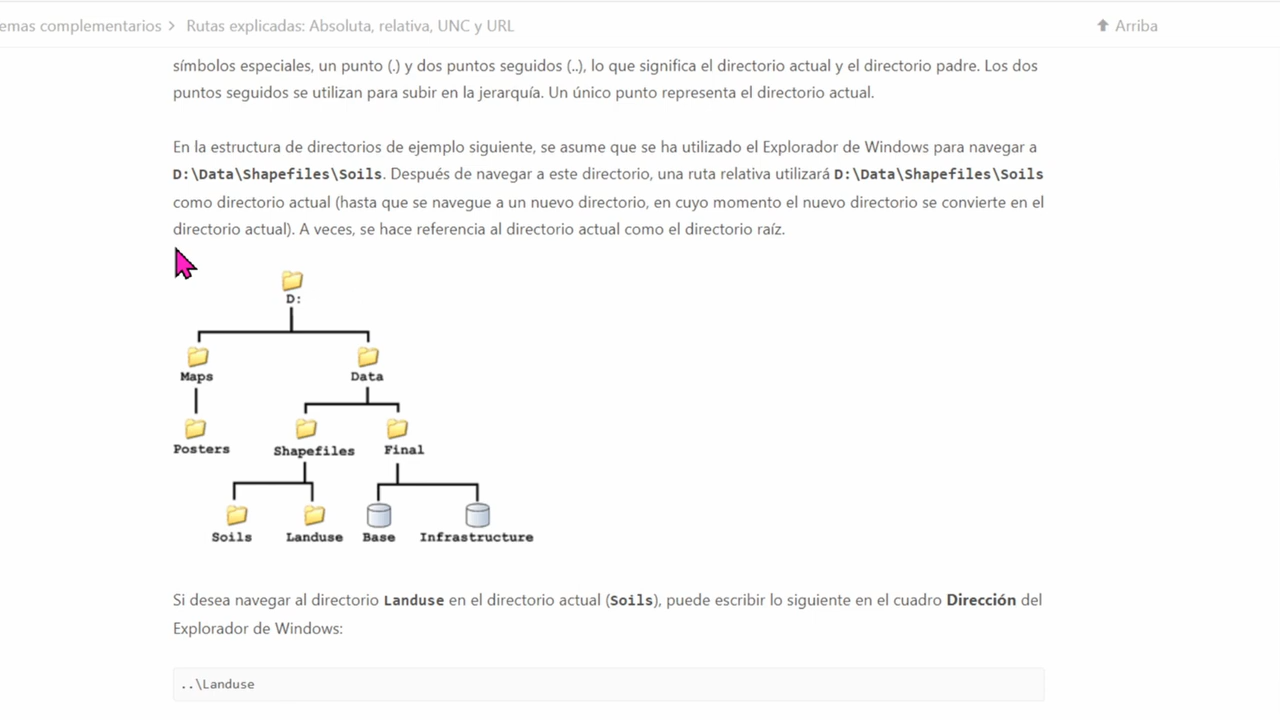 emas complementarios > Rutas explicadas: Absoluta, relativa, UNC y URL
Arriba
símbolos especiales, un punto (.) y dos puntos seguidos (..), lo que significa el directorio actual y el directorio padre. Los dos
puntos seguidos se utilizan para subir en la jerarquía. Un único punto representa el directorio actual.
En la estructura de directorios de ejemplo siguiente, se asume que se ha utilizado el Explorador de Windows para navegar a
D:\Data\Shapefiles\Soils. Después de navegar a este directorio, una ruta relativa utilizará D:\Data\Shapefiles\Soils
como directorio actual (hasta que se navegue a un nuevo directorio, en cuyo momento el nuevo directorio se convierte en el
directorio actual). A veces, se hace referencia al directorio actual como el directorio raíz.
D:
Maps
Data
Posters
Shapefiles
Final
Soils
Landuse
Base
Infrastructure
Si desea navegar al directorio Landuse en el directorio actual (Soils), puede escribir lo siguiente en el cuadro Dirección del
Explorador de Windows:
..\Landuse